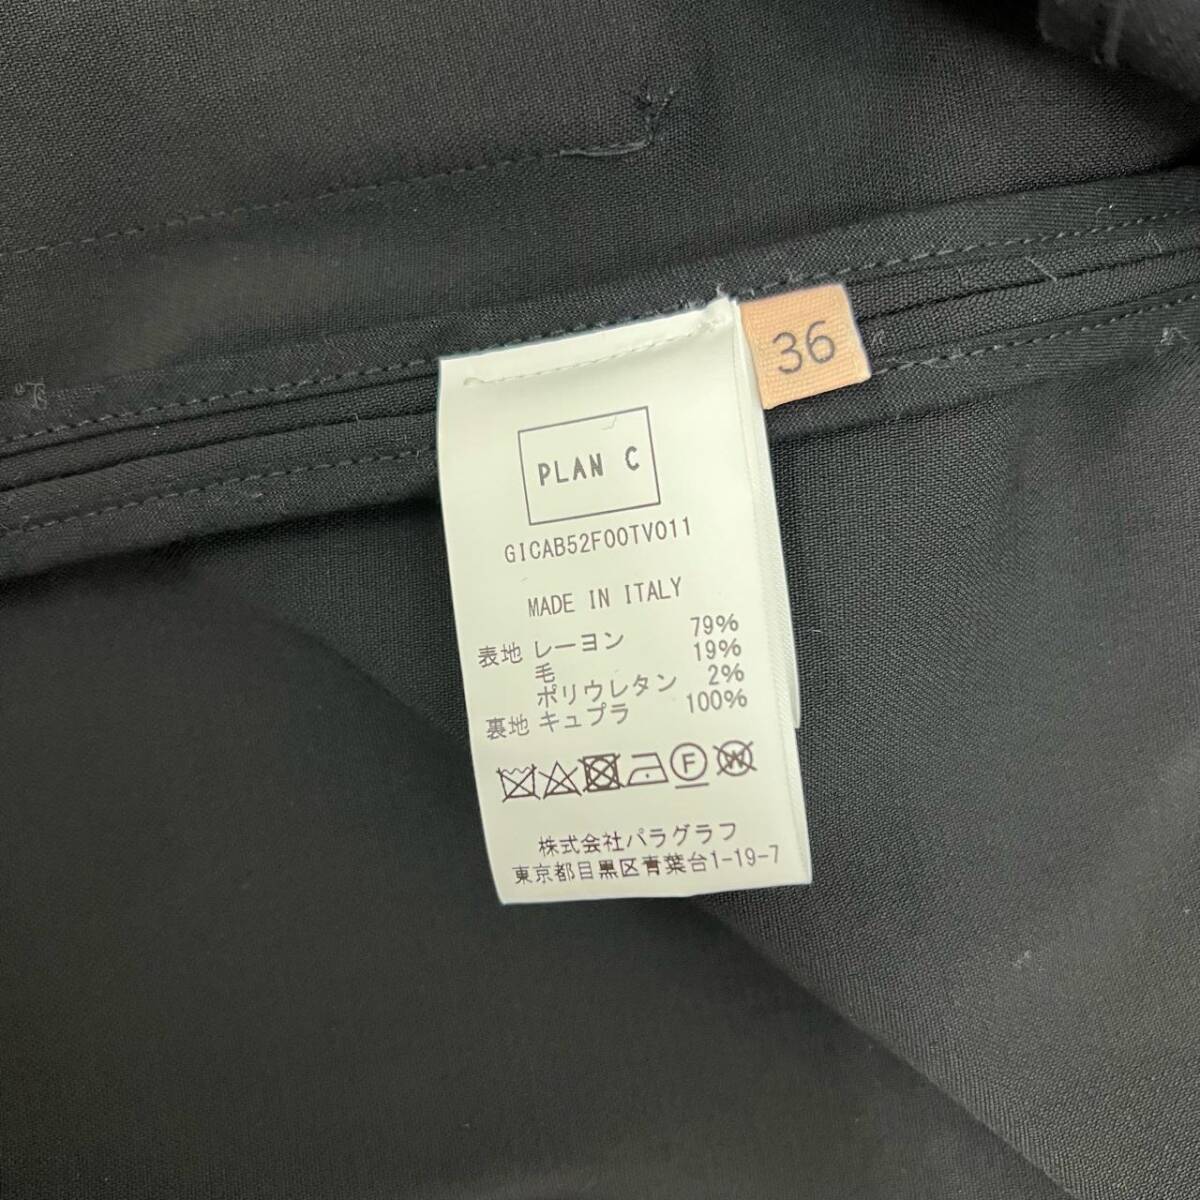 36
PLAN C
GICAB52F00TV011
MADE IN ITALY
表地 レーヨン 79%
毛 19%
ポリウレタン 2%
裏地 キュプラ 100%
F W
株式会社パラグラフ
東京都目黒区青葉台1-19-7